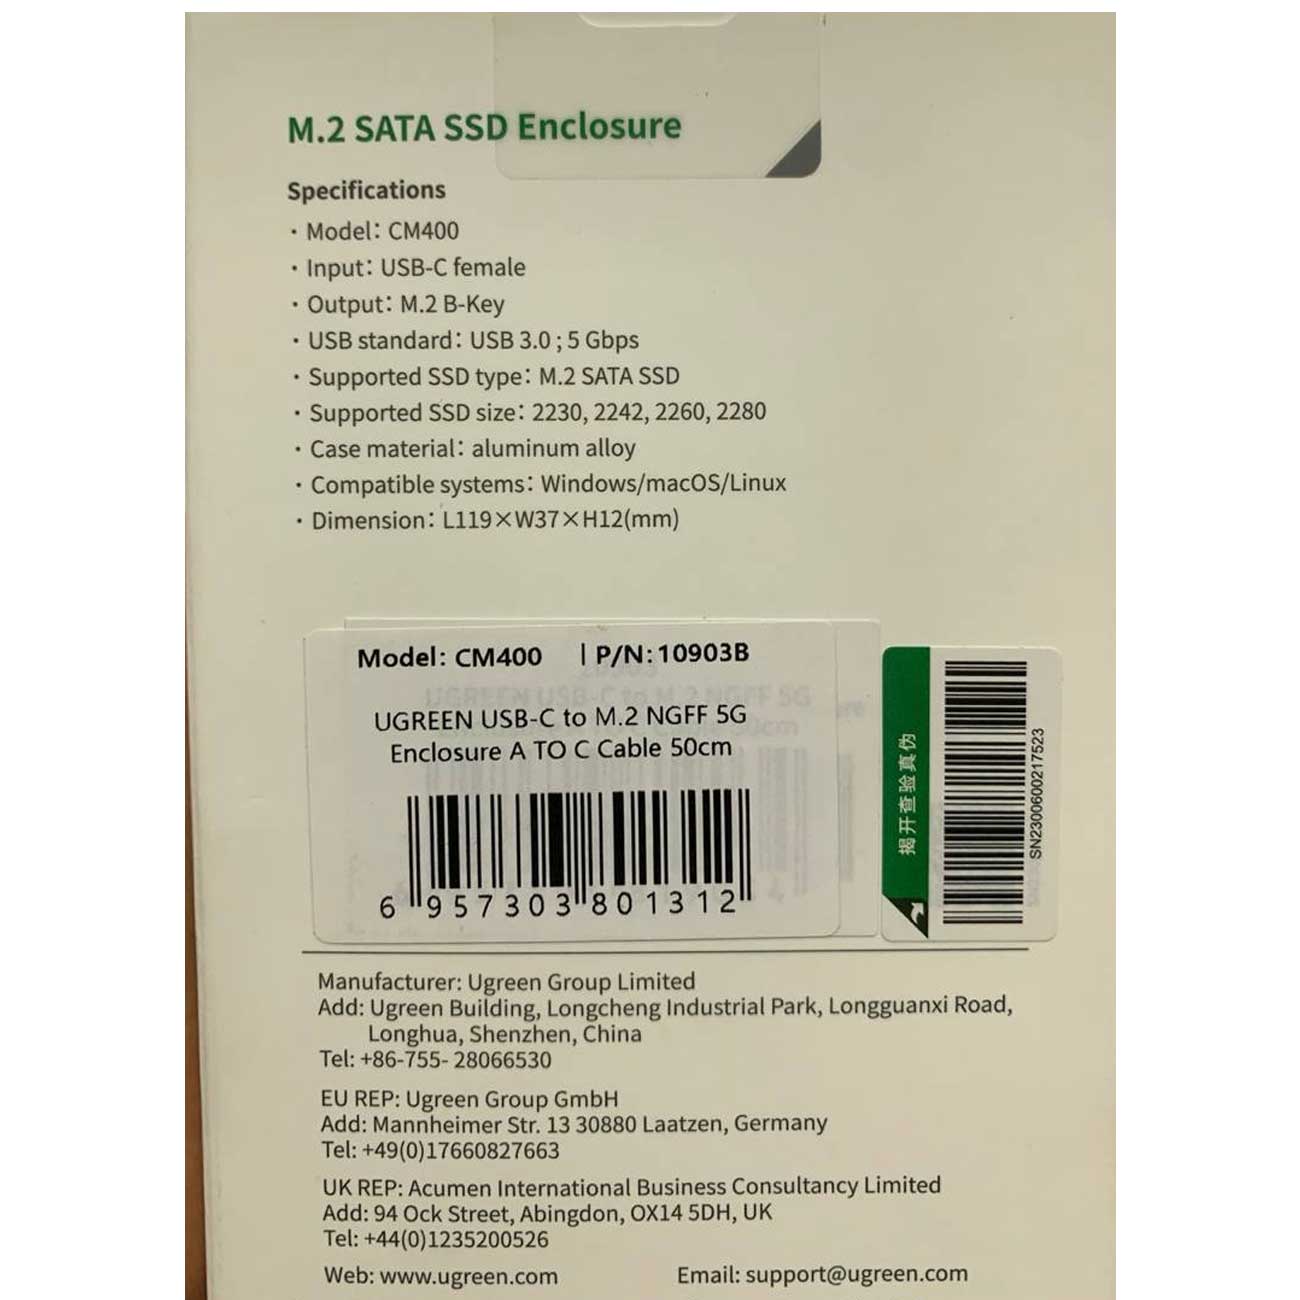 M.2 SATA SSD Enclosure
Specifications
· Model: CM400
· Input: USB-C female
· Output: M.2 B-Key
· USB standard: USB 3.0 ; 5 Gbps
· Supported SSD type: M.2 SATA SSD
· Supported SSD size: 2230, 2242, 2260, 2280
· Case material: aluminum alloy
· Compatible systems: Windows/macOS/Linux
· Dimension: L119×W37×H12(mm)
Model: CM400 | P/N: 10903B
UGREEN USB-C to M.2 NGFF 5G
Enclosure A TO C Cable 50cm
6 957303 801312
揭开查验真伪
SN2300600217523
Manufacturer: Ugreen Group Limited
Add: Ugreen Building, Longcheng Industrial Park, Longguanxi Road,
Longhua, Shenzhen, China
Tel: +86-755- 28066530
EU REP: Ugreen Group GmbH
Add: Mannheimer Str. 13 30880 Laatzen, Germany
Tel: +49(0)17660827663
UK REP: Acumen International Business Consultancy Limited
Add: 94 Ock Street, Abingdon, OX14 5DH, UK
Tel: +44(0)1235200526
Web: www.ugreen.com Email: support@ugreen.com